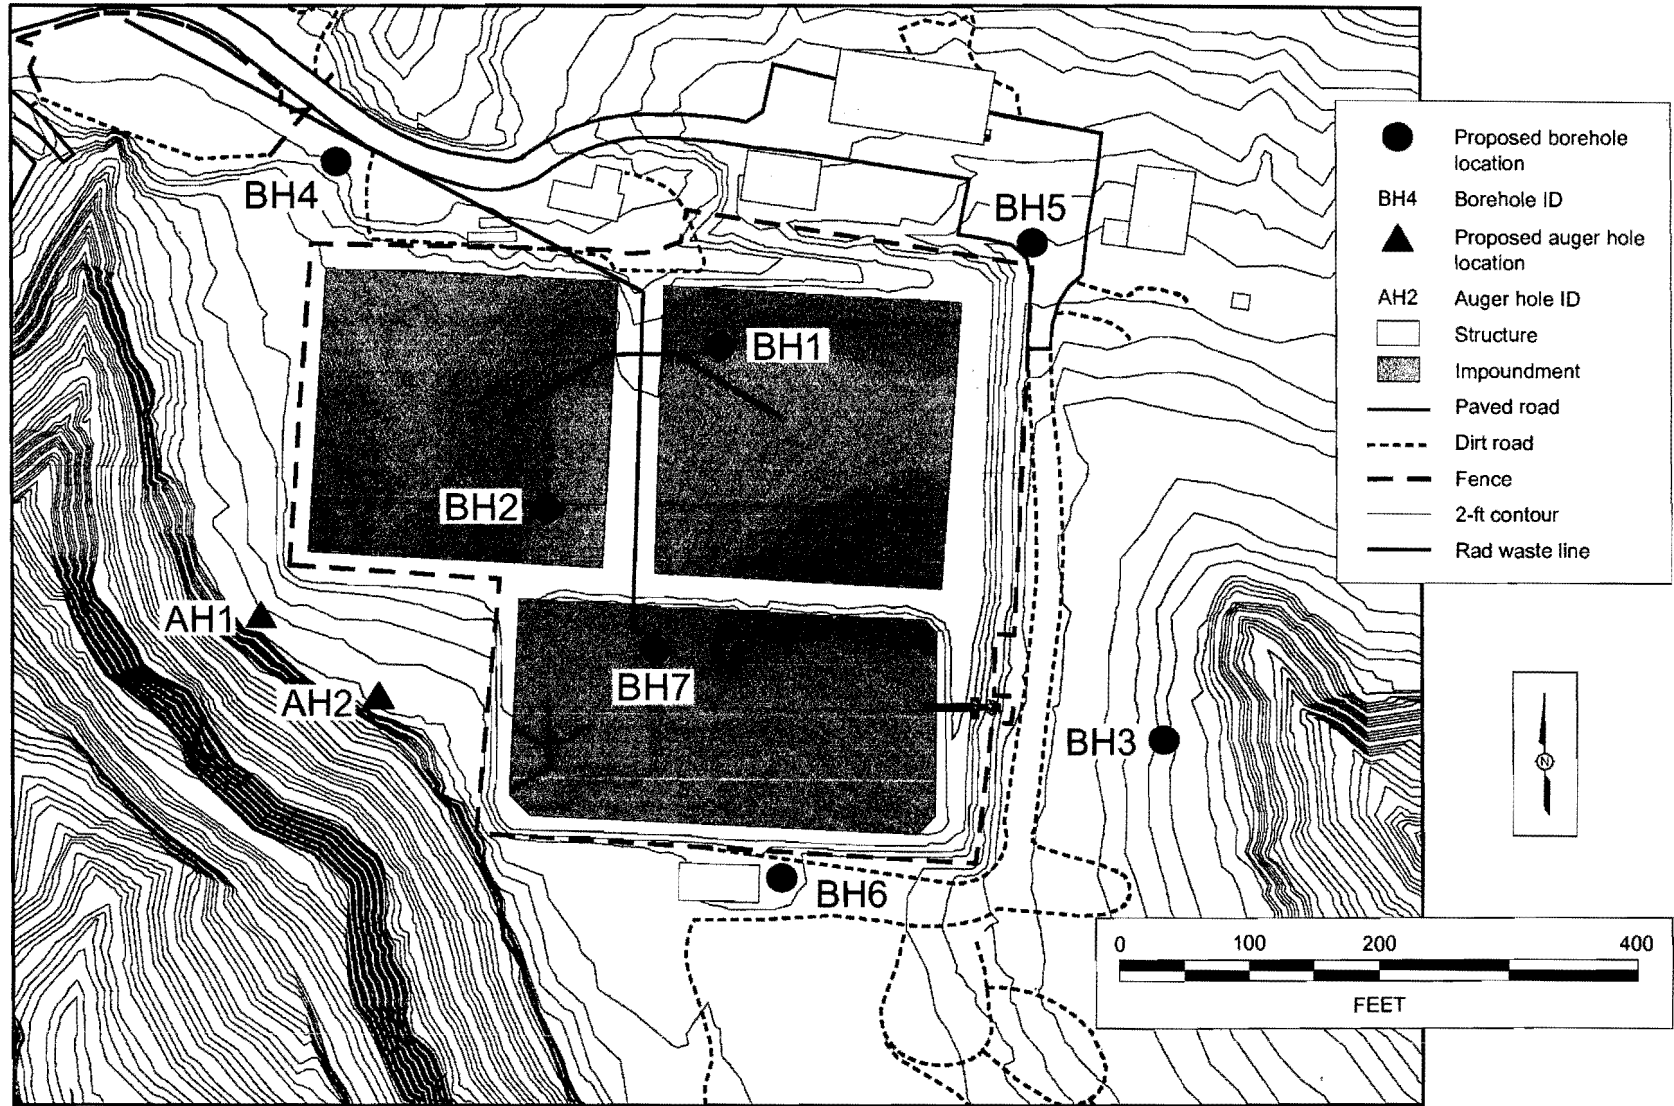 BH4
BH5
BH1
BH2
AH1
AH2
BH7
BH3
BH6
Proposed borehole
location
BH4 Borehole ID
Proposed auger hole
location
AH2 Auger hole ID
Structure
Impoundment
Paved road
Dirt road
Fence
2-ft contour
Rad waste line
N
0 100 200 400
FEET